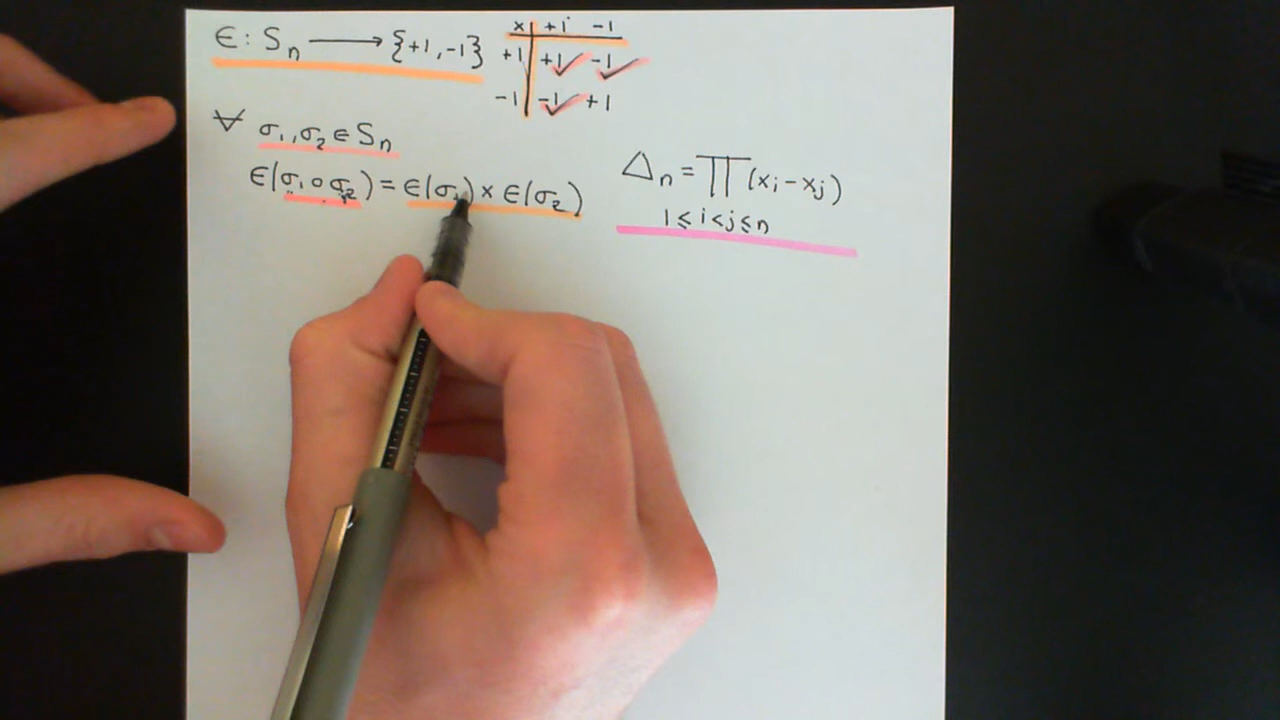 ∈ : Sₙ ⟶ {+1, -1}
× +1 -1
+1 +1 -1
-1 -1 +1
∀ σ₁, σ₂ ∈ Sₙ
∈(σ₁ ∘ σ₂) = ∈(σ₁) × ∈(σ₂)
Δₙ = ∏ (xᵢ - xⱼ)
1 ≤ i < j ≤ n